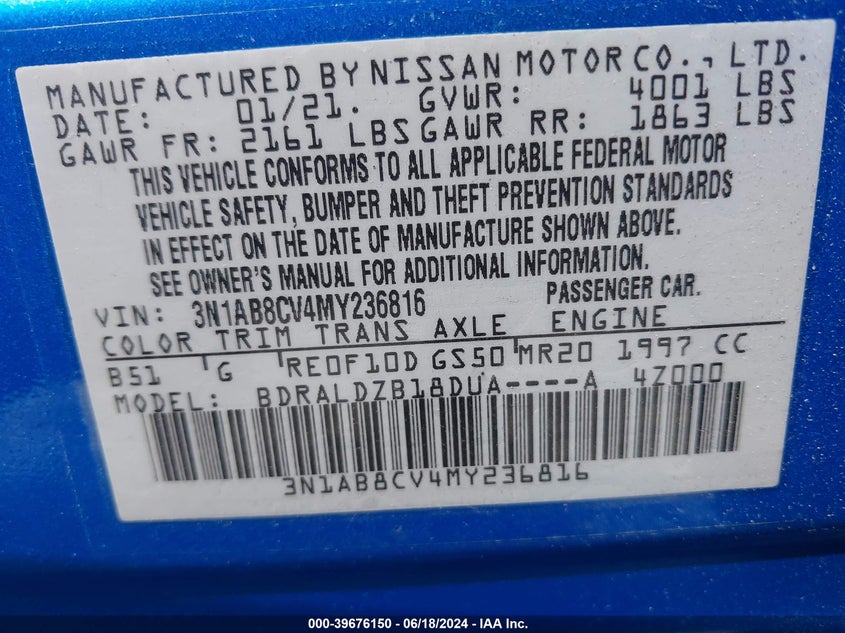 MANUFACTURED BY NISSAN MOTOR CO., LTD.
DATE: 01/21. GVWR: 4001 LBS
GAWR FR: 2161 LBS GAWR RR: 1863 LBS
THIS VEHICLE CONFORMS TO ALL APPLICABLE FEDERAL MOTOR
VEHICLE SAFETY, BUMPER AND THEFT PREVENTION STANDARDS
IN EFFECT ON THE DATE OF MANUFACTURE SHOWN ABOVE.
SEE OWNER'S MANUAL FOR ADDITIONAL INFORMATION.
VIN: 3N1AB8CV4MY236816 PASSENGER CAR.
COLOR TRIM TRANS AXLE ENGINE
B51 G RE0F10D GS50 MR20 1997 CC
MODEL: BDRALDZB18DUA----A 4Z000
3N1AB8CV4MY236816
000-39676150 - 06/18/2024 - IAA Inc.